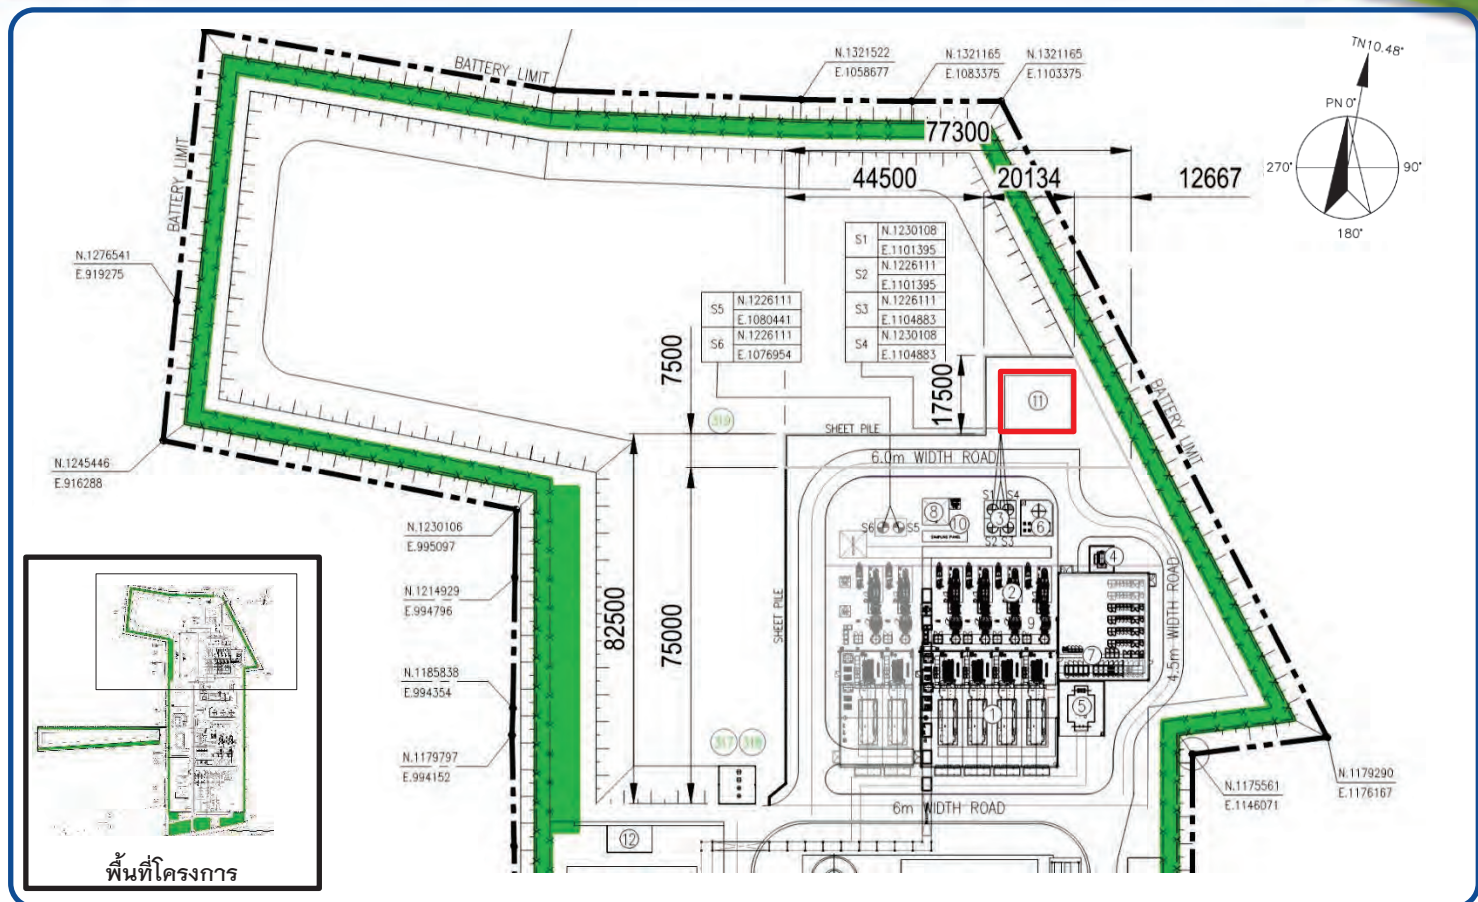 BATTERY LIMIT
N.1321522
E.1058677
N.1321165
E.1083375
N.1321165
E.1103375
TN10.48°
PN 0°
270°
90°
180°
77300
44500
20134
12667
BATTERY LIMIT
N.1276541
E.919275
S1
N.1230108
E.1101395
S2
N.1226111
E.1101395
S3
N.1226111
E.1104883
S4
N.1230108
E.1104883
S5
N.1226111
E.1080441
S6
N.1226111
E.1076954
7500
17500
11
BATTERY LIMIT
319
SHEET PILE
6.0m WIDTH ROAD
N.1245446
E.916288
N.1230106
E.995097
N.1214929
E.994796
N.1185838
E.994354
N.1179797
E.994152
S6
S5
8
10
S1
S4
3
S2
S3
6
4
2
9
7
5
1
82500
75000
SHEET PILE
4.5m WIDTH ROAD
317
318
6m WIDTH ROAD
12
N.1175561
E.1146071
N.1179290
E.1176167
พื้นที่โครงการ